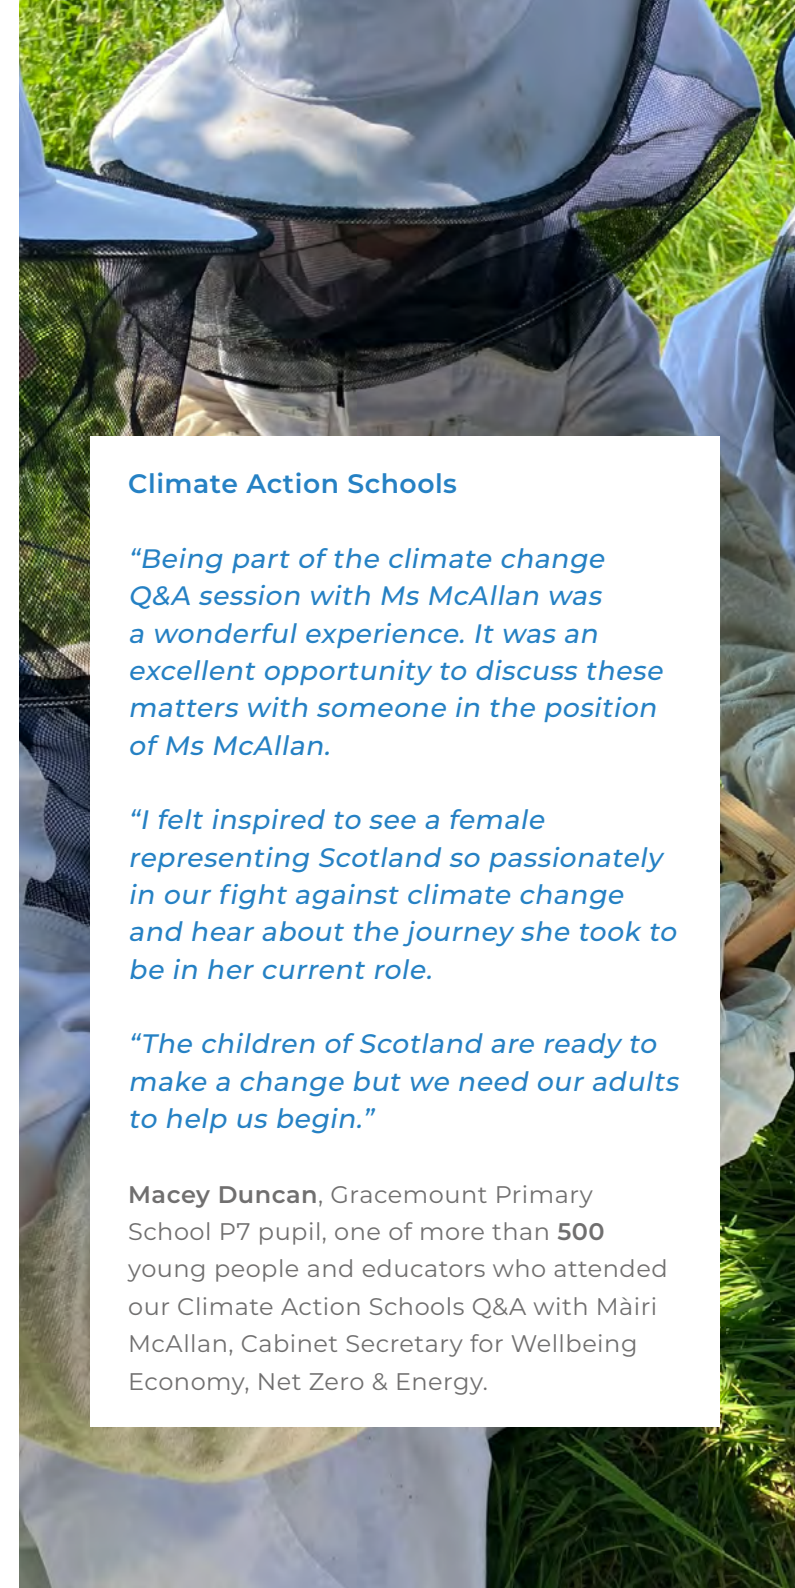 Climate Action Schools
“Being part of the climate change
Q&A session with Ms McAllan was
a wonderful experience. It was an
excellent opportunity to discuss these
matters with someone in the position
of Ms McAllan.
“I felt inspired to see a female
representing Scotland so passionately
in our fight against climate change
and hear about the journey she took to
be in her current role.
“The children of Scotland are ready to
make a change but we need our adults
to help us begin.”
Macey Duncan, Gracemount Primary
School P7 pupil, one of more than 500
young people and educators who attended
our Climate Action Schools Q&A with Màiri
McAllan, Cabinet Secretary for Wellbeing
Economy, Net Zero & Energy.